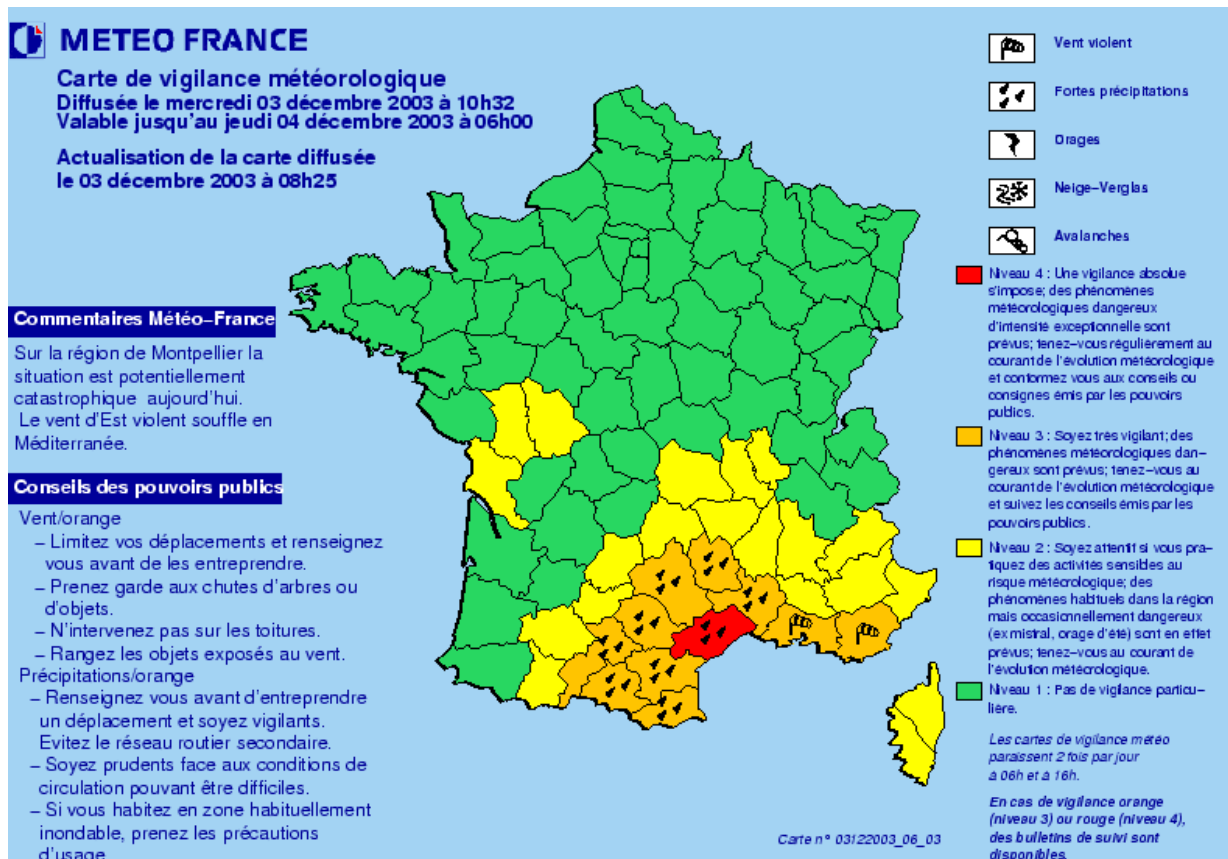 METEO FRANCE
Carte de vigilance météorologique
Diffusée le mercredi 03 décembre 2003 à 10h32
Valable jusqu'au jeudi 04 décembre 2003 à 06h00
Actualisation de la carte diffusée
le 03 décembre 2003 à 08h25
Commentaires Météo–France
Sur la région de Montpellier la
situation est potentiellement
catastrophique aujourd'hui.
Le vent d'Est violent souffle en
Méditerranée.
Conseils des pouvoirs publics
Vent/orange
– Limitez vos déplacements et renseignez
vous avant de les entreprendre.
– Prenez garde aux chutes d'arbres ou
d'objets.
– N'intervenez pas sur les toitures.
– Rangez les objets exposés au vent.
Précipitations/orange
– Renseignez vous avant d'entreprendre
un déplacement et soyez vigilants.
Evitez le réseau routier secondaire.
– Soyez prudents face aux conditions de
circulation pouvant être difficiles.
– Si vous habitez en zone habituellement
inondable, prenez les précautions
d'usage
Vent violent
Fortes précipitations
Orages
Neige–Verglas
Avalanches
Niveau 4 : Une vigilance absolue
s'impose; des phénomènes
météorologiques dangereux
d'intensité exceptionnelle sont
prévus; tenez–vous régulièrement au
courant de l'évolution météorologique
et conformez vous aux conseils ou
consignes émis par les pouvoirs
publics.
Niveau 3 : Soyez très vigilant; des
phénomènes météorologiques dan–
gereux sont prévus; tenez–vous au
courant de l'évolution météorologique
et suivez les conseils émis par les
pouvoirs publics.
Niveau 2 : Soyez attentif si vous pra–
tiquez des activités sensibles au
risque météorologique; des
phénomènes habituels dans la région
mais occasionnellement dangereux
(ex mistral, orage d'été) sont en effet
prévus; tenez–vous au courant de
l'évolution météorologique.
Niveau 1 : Pas de vigilance particu–
lière.
Les cartes de vigilance météo
paraissent 2 fois par jour
à 06h et à 16h.
En cas de vigilance orange
(niveau 3) ou rouge (niveau 4),
des bulletins de suivi sont
disponibles.
Carte n° 03122003_06_03